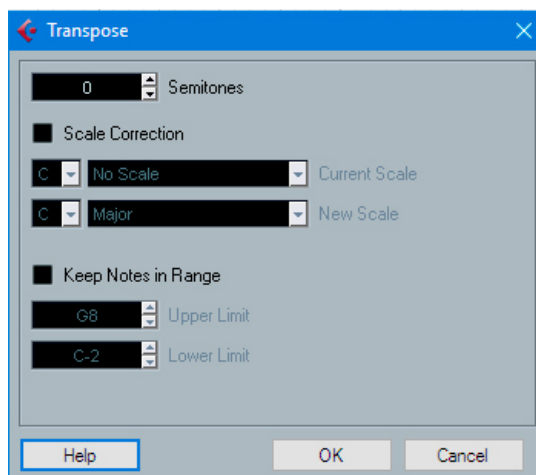 Transpose
0 Semitones
Scale Correction
C No Scale Current Scale
C Major New Scale
Keep Notes in Range
G8 Upper Limit
C-2 Lower Limit
Help OK Cancel